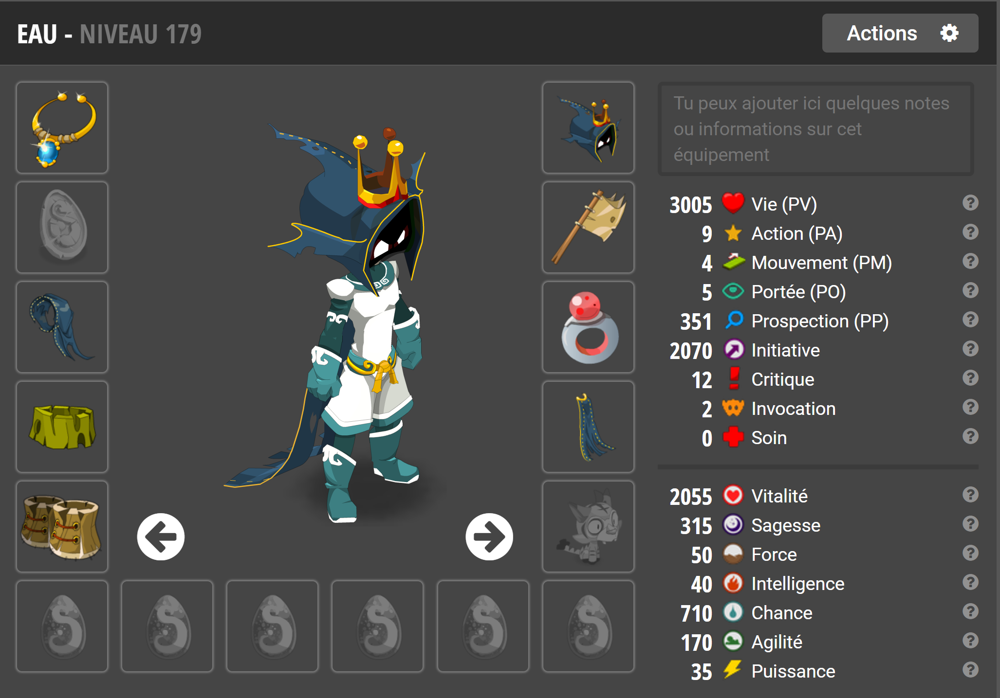 EAU - NIVEAU 179
Actions
Tu peux ajouter ici quelques notes
ou informations sur cet
équipement
3005 Vie (PV) ?
9 Action (PA) ?
4 Mouvement (PM) ?
5 Portée (PO) ?
351 Prospection (PP) ?
2070 Initiative ?
12 Critique ?
2 Invocation ?
0 Soin ?
2055 Vitalité ?
315 Sagesse ?
50 Force ?
40 Intelligence ?
710 Chance ?
170 Agilité ?
35 Puissance ?